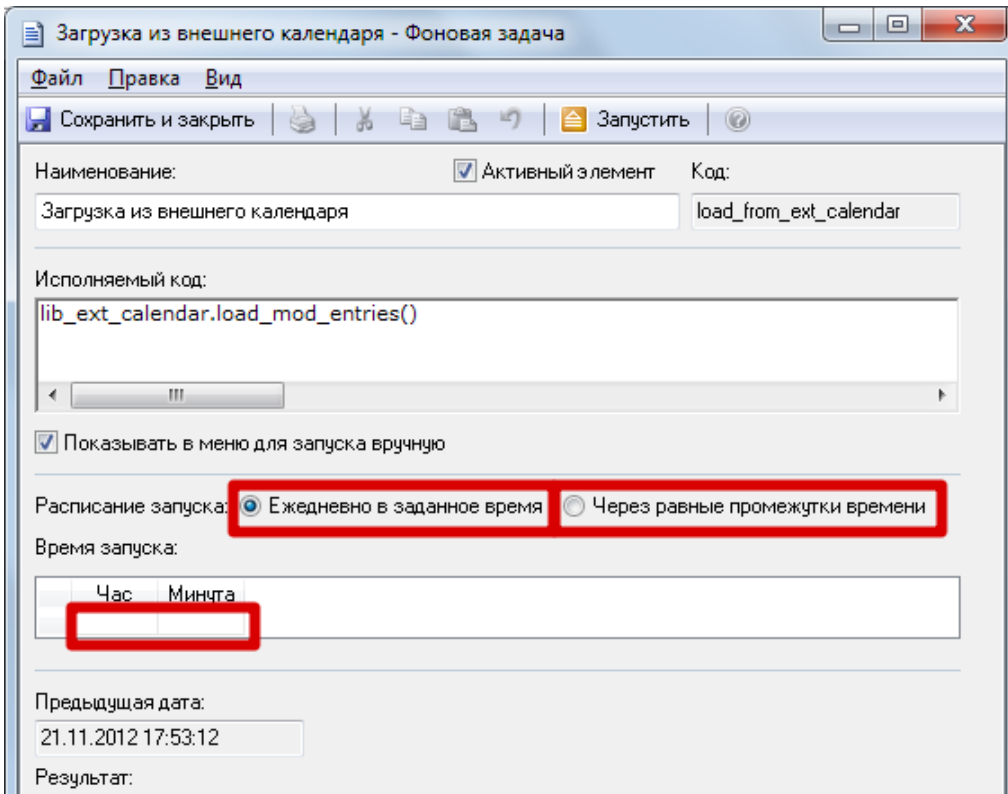 Загрузка из внешнего календаря - Фоновая задача
Файл Правка Вид
Сохранить и закрыть Запустить
Наименование: Активный элемент Код:
Загрузка из внешнего календаря load_from_ext_calendar
Исполняемый код:
lib_ext_calendar.load_mod_entries()
Показывать в меню для запуска вручную
Расписание запуска: Ежедневно в заданное время Через равные промежутки времени
Время запуска:
Час Минута
Предыдущая дата:
21.11.2012 17:53:12
Результат: